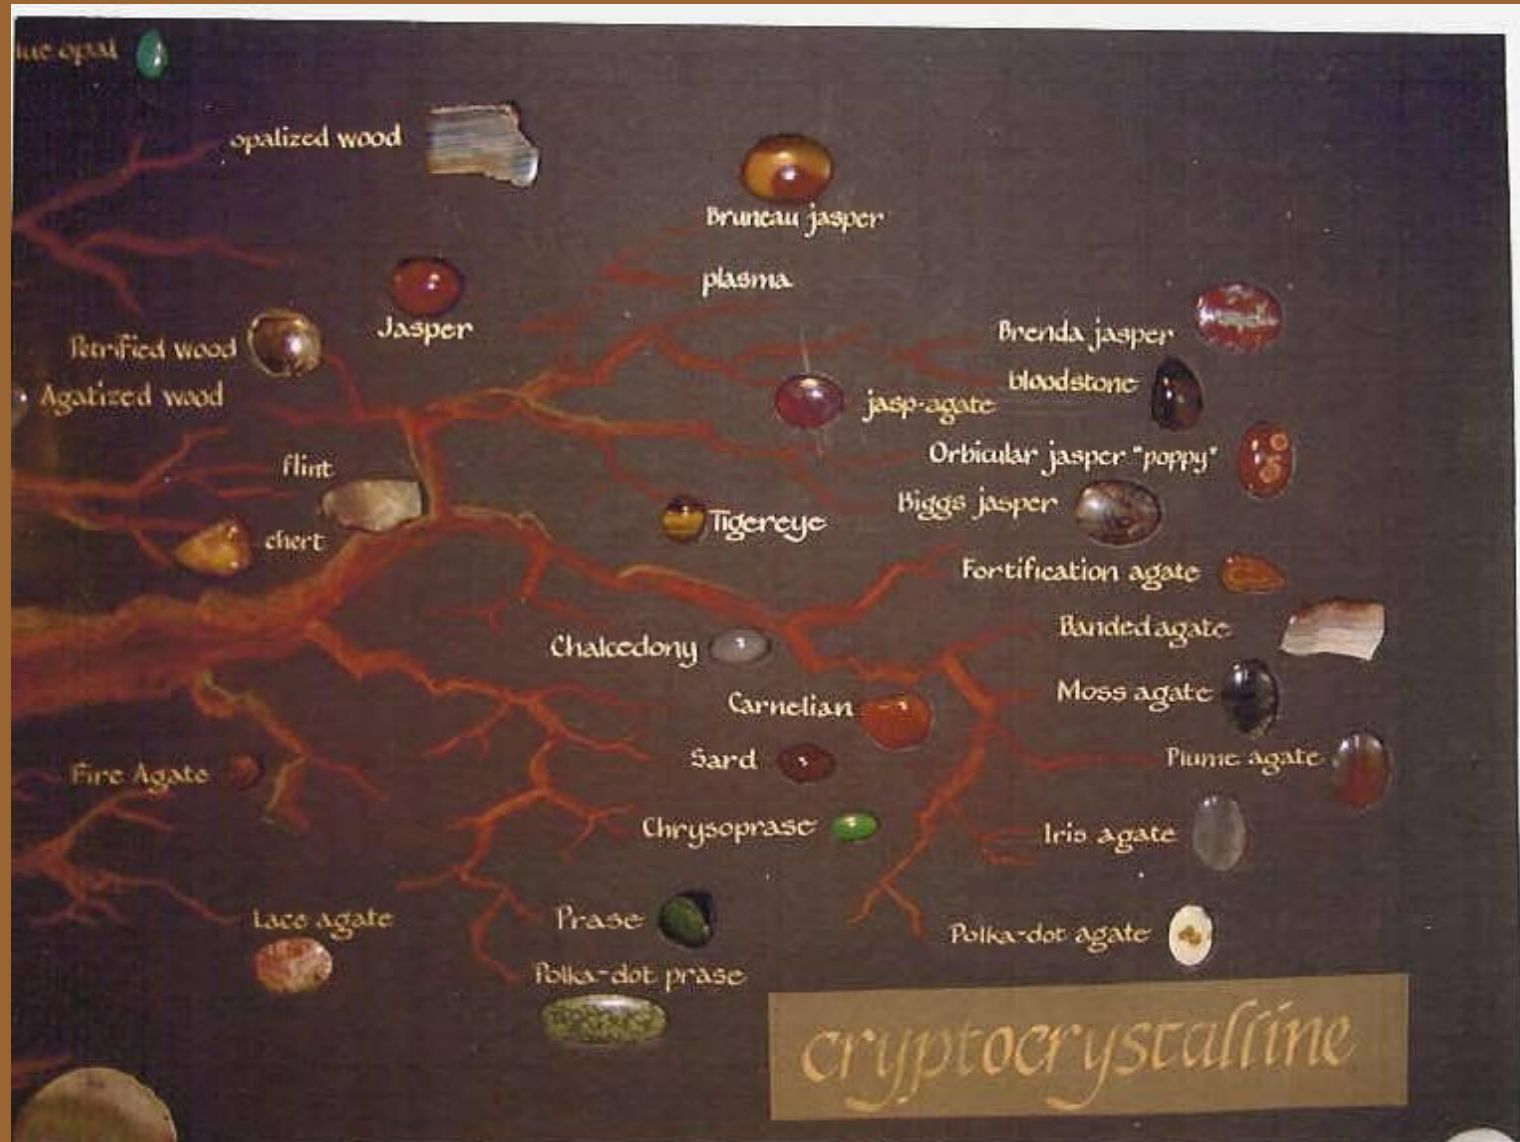 opal
opalized wood
Bruneau jasper
plasma
Jasper
Brenda jasper
Petrified wood
bloodstone
Agatized wood
jasp-agate
Orbicular jasper "poppy"
flint
Biggs jasper
Tigereye
chert
Fortification agate
Banded agate
Chalcedony
Moss agate
Carnelian
Sard
Plume agate
Fire Agate
Chrysoprase
Iris agate
Lace agate
Prase
Polka-dot agate
Polka-dot prase
cryptocrystalline